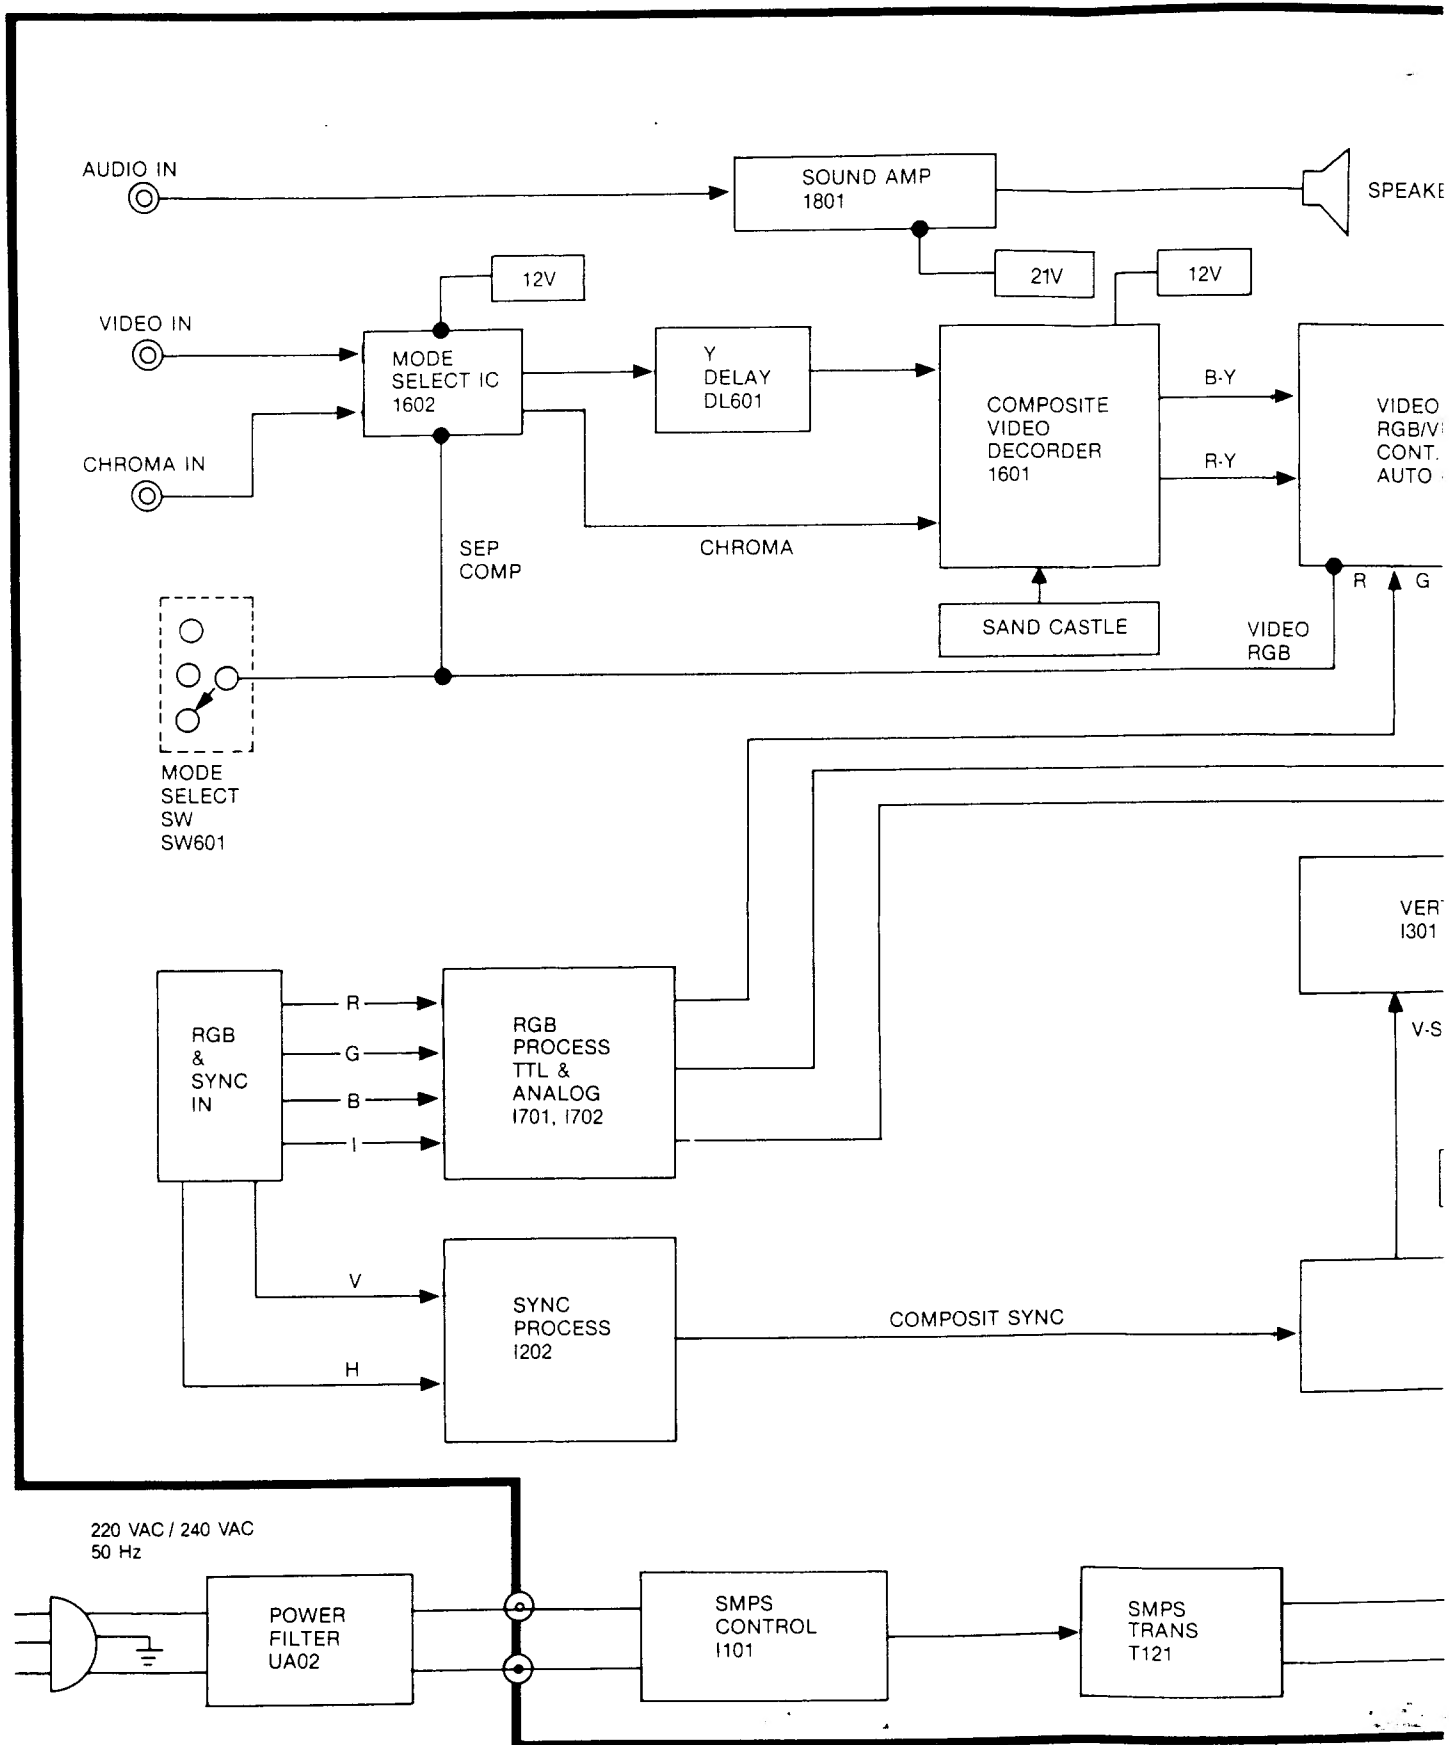 AUDIO IN
SOUND AMP
1801
SPEAKE
12V
21V
12V
VIDEO IN
MODE
SELECT IC
1602
Y
DELAY
DL601
COMPOSITE
VIDEO
DECORDER
1601
B-Y
R-Y
VIDEO
RGB/VI
CONT.
AUTO
CHROMA IN
SEP
COMP
CHROMA
SAND CASTLE
VIDEO
RGB
R
G
MODE
SELECT
SW
SW601
VERT
I301
RGB
&
SYNC
IN
R
G
B
I
RGB
PROCESS
TTL &
ANALOG
I701, I702
V-S
V
H
SYNC
PROCESS
I202
COMPOSIT SYNC
220 VAC / 240 VAC
50 Hz
POWER
FILTER
UA02
SMPS
CONTROL
I101
SMPS
TRANS
T121